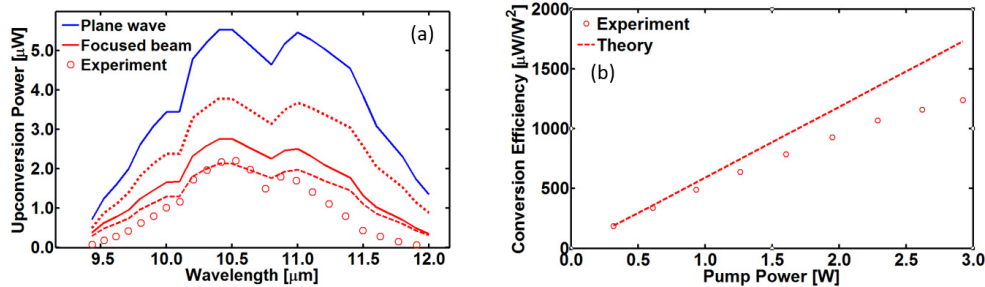 Plane wave
Focused beam
Experiment
(a)
Upconversion Power [μW]
5.0
4.0
3.0
2.0
1.0
0.0
9.5 10.0 10.5 11.0 11.5 12.0
Wavelength [μm]
Experiment
Theory
(b)
Conversion Efficiency [μW/W²]
2000
1500
1000
500
0
0.0 0.5 1.0 1.5 2.0 2.5 3.0
Pump Power [W]